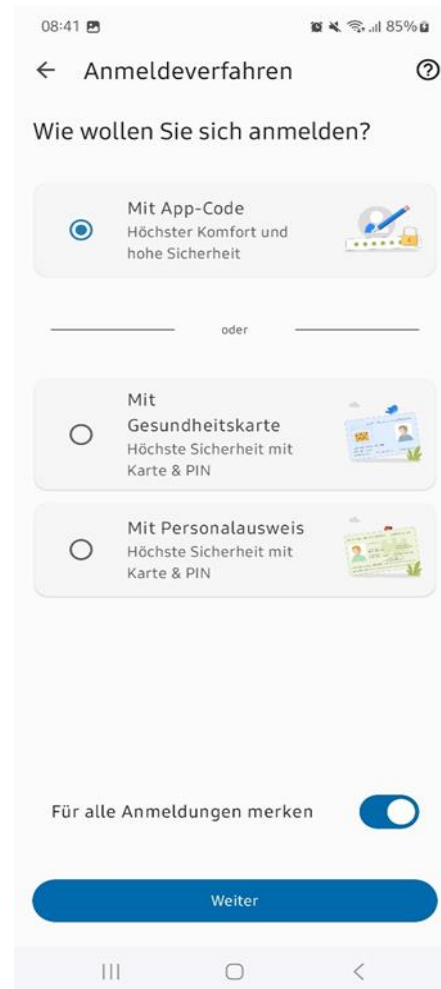 08:41 85%
Anmeldeverfahren
Wie wollen Sie sich anmelden?
Mit App-Code
Höchster Komfort und
hohe Sicherheit
oder
Mit
Gesundheitskarte
Höchste Sicherheit mit
Karte & PIN
Mit Personalausweis
Höchste Sicherheit mit
Karte & PIN
Für alle Anmeldungen merken
Weiter